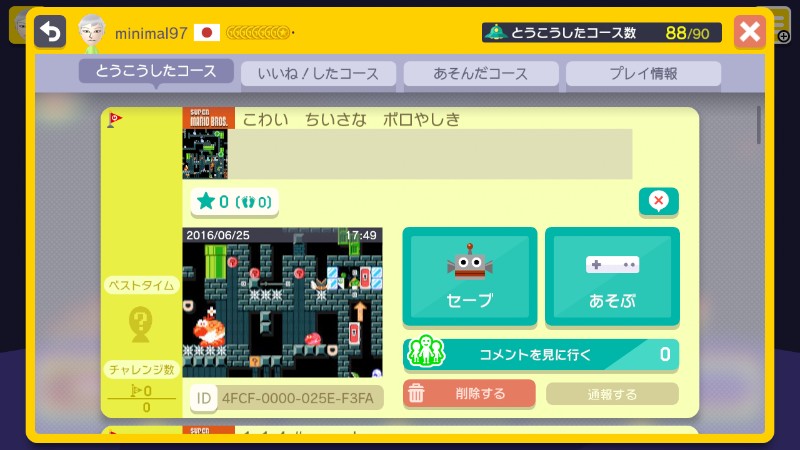 minimal97
とうこうしたコース数 88/90
とうこうしたコース
いいね！したコース
あそんだコース
プレイ情報
SUPER
MARIO BROS.
こわい ちいさな ボロやしき
0 (0)
2016/06/25 17:49
ベストタイム
?
チャレンジ数
0
0
セーブ
あそぶ
コメントを見に行く 0
ID 4FCF-0000-025E-F3FA
削除する
通報する
SUPER